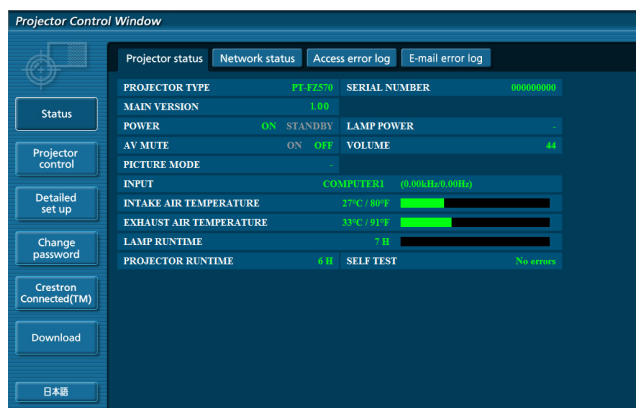 Projector Control Window
Projector status Network status Access error log E-mail error log
PROJECTOR TYPE PT-FZ570 SERIAL NUMBER 000000000
MAIN VERSION 1.00
POWER ON STANDBY LAMP POWER -
AV MUTE ON OFF VOLUME 44
PICTURE MODE -
INPUT COMPUTER1 (0.00kHz/0.00Hz)
INTAKE AIR TEMPERATURE 27°C / 80°F
EXHAUST AIR TEMPERATURE 33°C / 91°F
LAMP RUNTIME 7 H
PROJECTOR RUNTIME 6 H SELF TEST No errors
Status
Projector
control
Detailed
set up
Change
password
Crestron
Connected(TM)
Download
日本語